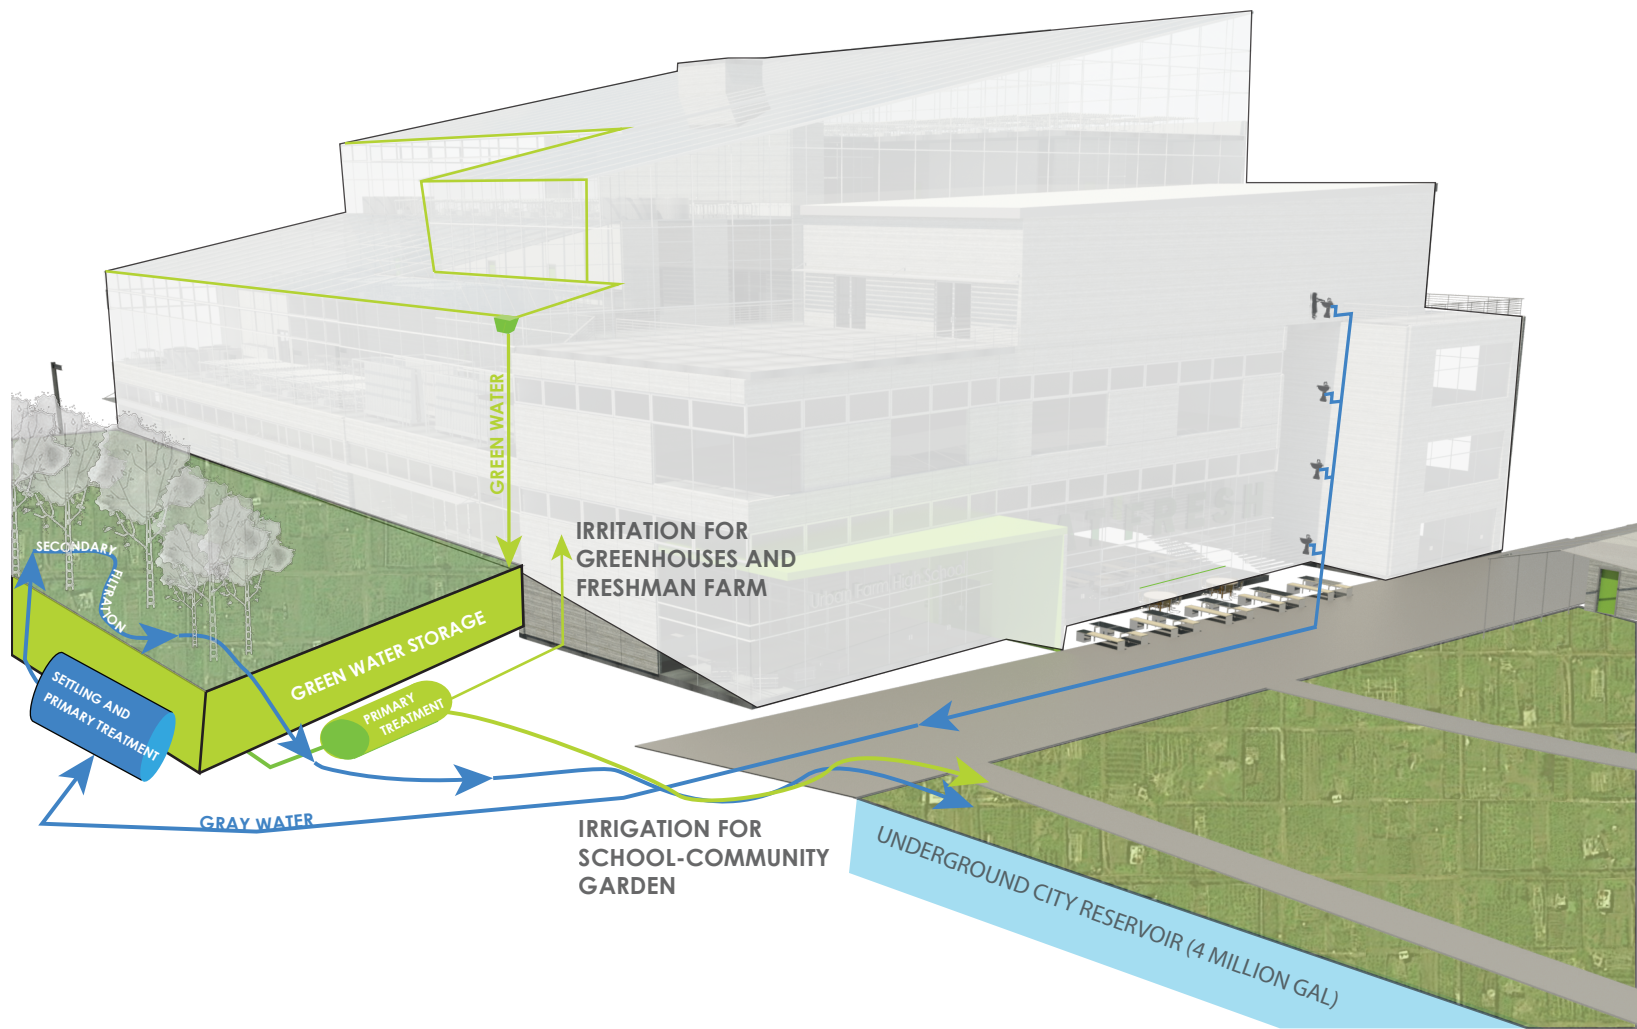 GREEN WATER
IRRITATION FOR
GREENHOUSES AND
FRESHMAN FARM
SECONDARY
FILTRATION
GREEN WATER STORAGE
SETTLING AND
PRIMARY TREATMENT
PRIMARY
TREATMENT
GRAY WATER
IRRIGATION FOR
SCHOOL-COMMUNITY
GARDEN
UNDERGROUND CITY RESERVOIR (4 MILLION GAL)
FRESH